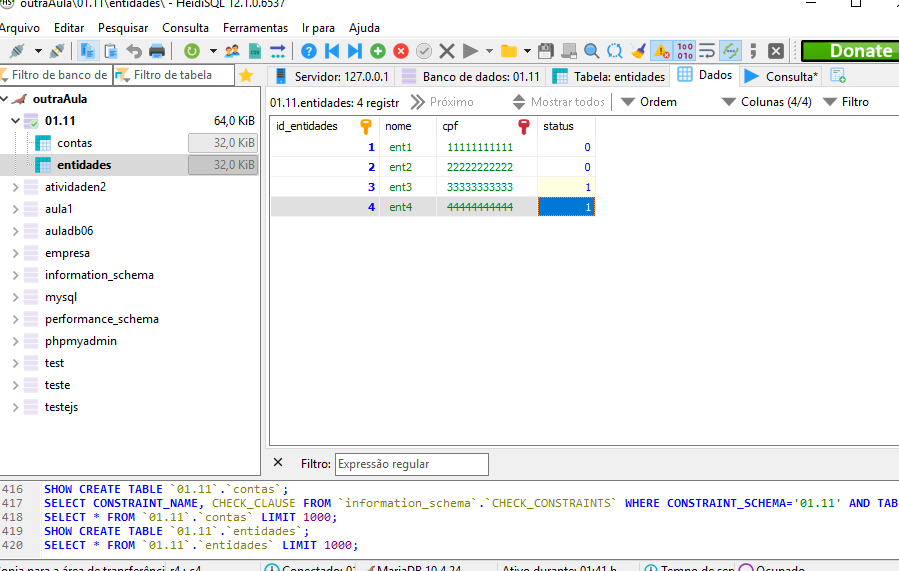 outraAula\01.11\entidades\ - HeidiSQL 12.1.0.6537
Arquivo Editar Pesquisar Consulta Ferramentas Ir para Ajuda
Donate
Filtro de banco de Filtro de tabela
Servidor: 127.0.0.1 Banco de dados: 01.11 Tabela: entidades Dados Consulta*
outraAula
01.11 64,0 KiB
contas 32,0 KiB
entidades 32,0 KiB
atividaden2
aula1
auladb06
empresa
information_schema
mysql
performance_schema
phpmyadmin
test
teste
testejs
01.11.entidades: 4 registr Próximo Mostrar todos Ordem Colunas (4/4) Filtro
id_entidades nome cpf status
1 ent1 11111111111 0
2 ent2 22222222222 0
3 ent3 33333333333 1
4 ent4 44444444444 1
Filtro: Expressão regular
416 SHOW CREATE TABLE `01.11`.`contas`;
417 SELECT CONSTRAINT_NAME, CHECK_CLAUSE FROM `information_schema`.`CHECK_CONSTRAINTS` WHERE CONSTRAINT_SCHEMA='01.11' AND TAB
418 SELECT * FROM `01.11`.`contas` LIMIT 1000;
419 SHOW CREATE TABLE `01.11`.`entidades`;
420 SELECT * FROM `01.11`.`entidades` LIMIT 1000;
Copia para a área de transferência r4 : c4 Conectado: 01 MariaDB 10.4.24 Ativo durante: 01:41 h Tempo de ser Ocupado